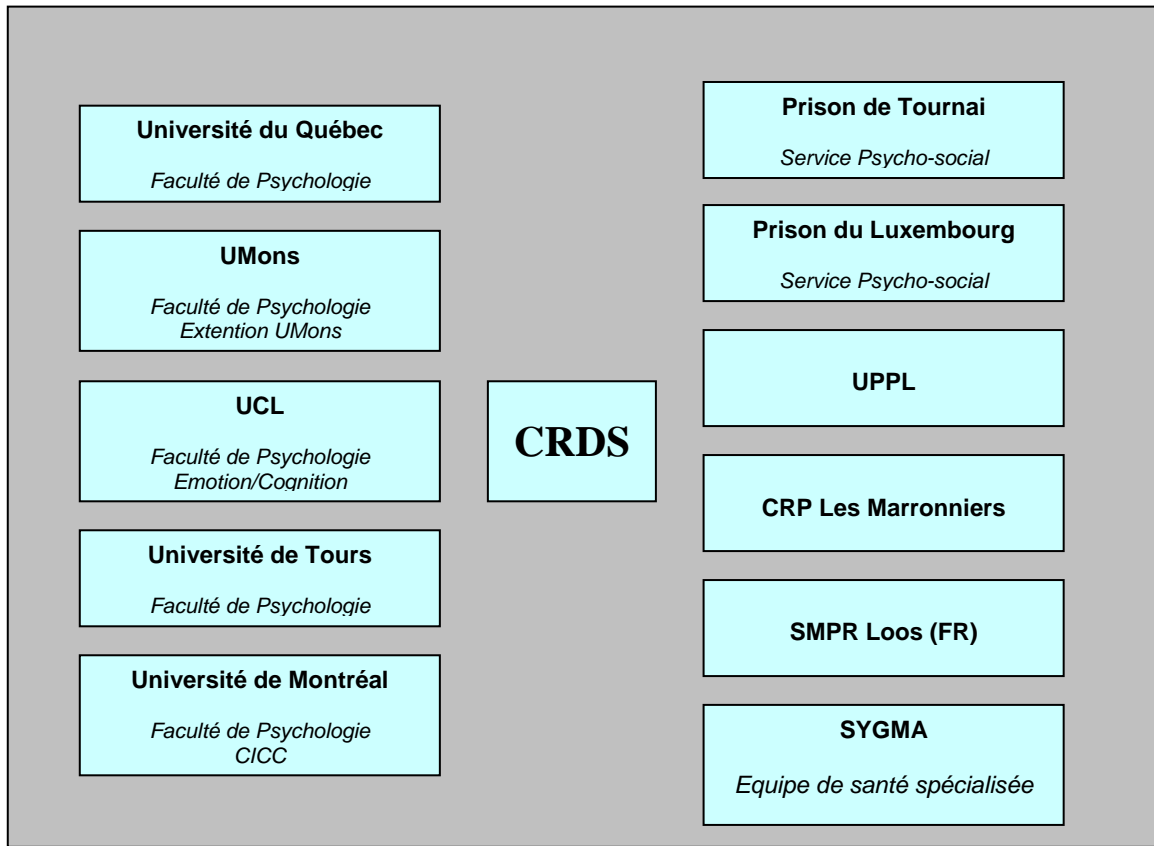 Université du Québec
Faculté de Psychologie
UMons
Faculté de Psychologie
Extention UMons
UCL
Faculté de Psychologie
Emotion/Cognition
Université de Tours
Faculté de Psychologie
Université de Montréal
Faculté de Psychologie
CICC
CRDS
Prison de Tournai
Service Psycho-social
Prison du Luxembourg
Service Psycho-social
UPPL
CRP Les Marronniers
SMPR Loos (FR)
SYGMA
Equipe de santé spécialisée